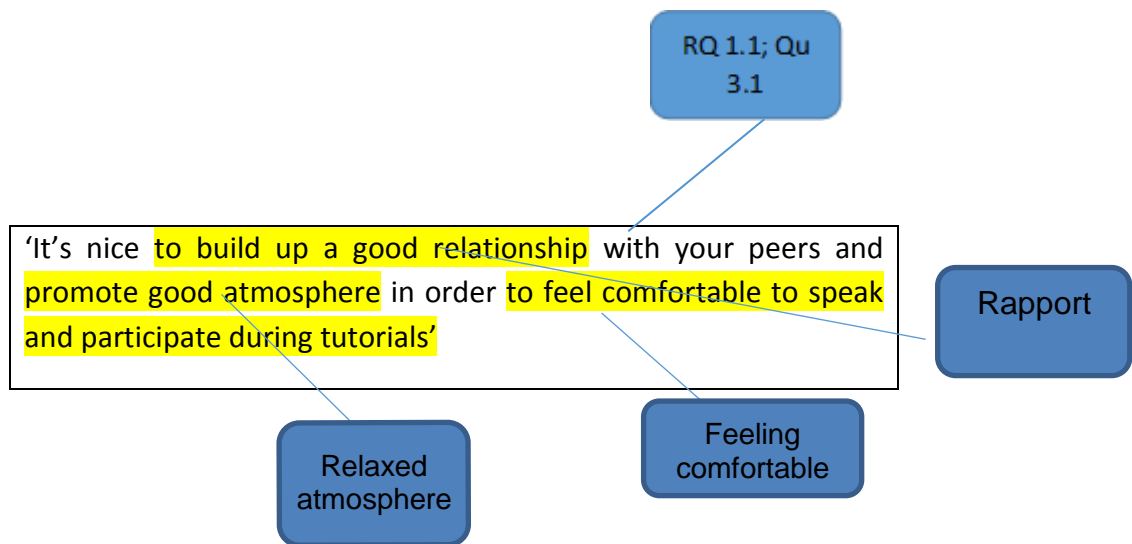 RQ 1.1; Qu
3.1
‘It’s nice to build up a good relationship with your peers and
promote good atmosphere in order to feel comfortable to speak
and participate during tutorials’
Rapport
Feeling
comfortable
Relaxed
atmosphere